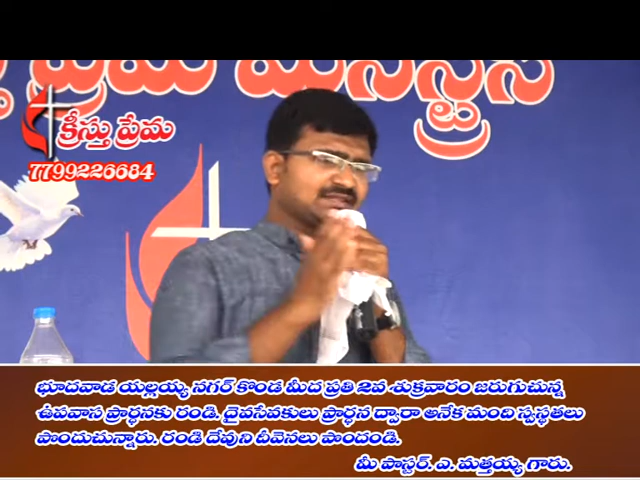 ప్రేమ మినిస్ట్రీస్
క్రీస్తు ప్రేమ
7799226684
భూదవాడ యల్లయ్య నగర్ కొండ మీద ప్రతి 2వ శుక్రవారం జరుగుచున్న
ఉపవాస ప్రార్థనకు రండి. దైవసేవకులు ప్రార్థన ద్వారా అనేక మంది స్వస్థతలు
పొందుచున్నారు. రండి దేవుని దీవెనలు పొందండి.
మీ పాస్టర్. ఎ. మత్తయ్య గారు.